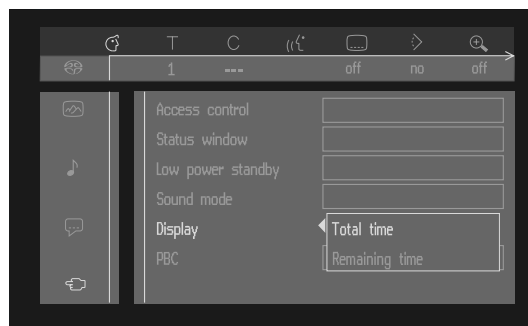 T C
1 --- off no off
Access control
Status window
Low power standby
Sound mode
Display
Total time
PBC
Remaining time